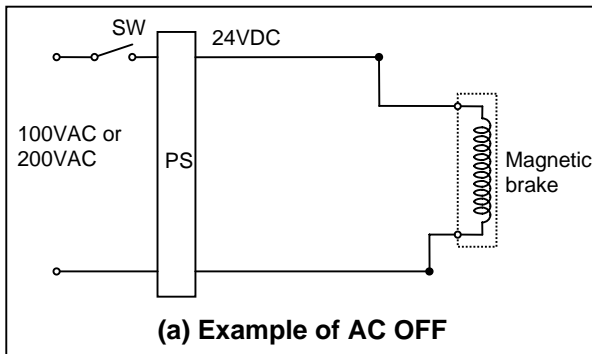 SW
24VDC
100VAC or
200VAC
PS
Magnetic
brake
(a) Example of AC OFF